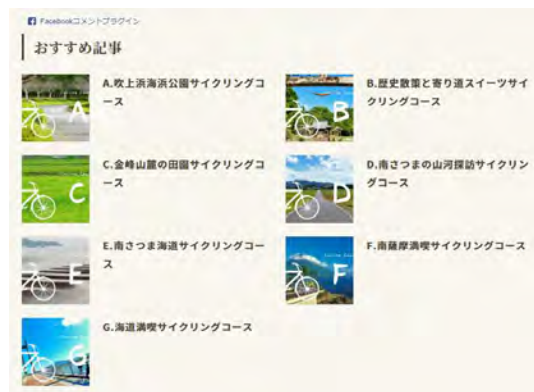 Facebookコメントプラグイン
おすすめ記事
A.吹上浜海浜公園サイクリングコ
ース
A
B.歴史散策と寄り道スイーツサイ
クリングコース
B
C.金峰山麓の田園サイクリングコ
ース
C
D.南さつまの山河探訪サイクリン
グコース
D
E.南さつま海道サイクリングコー
ス
E
F.南薩摩満喫サイクリングコース
F
G.海道満喫サイクリングコース
G